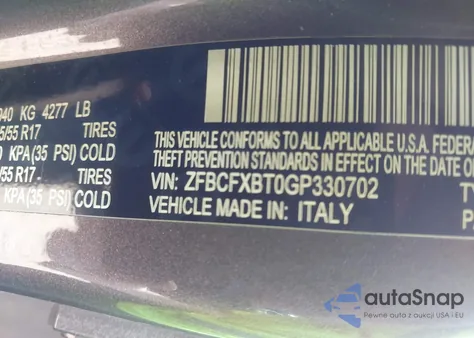 940 KG 4277 LB
5/55 R17 TIRES
KPA(35 PSI) COLD
/55 R17- TIRES
KPA(35 PSI) COLD
THIS VEHICLE CONFORMS TO ALL APPLICABLE U.S.A. FEDERA
THEFT PREVENTION STANDARDS IN EFFECT ON THE DATE OF
VIN: ZFBCFXBT0GP330702
VEHICLE MADE IN: ITALY
autaSnap
Pewne auta z aukcji USA i EU